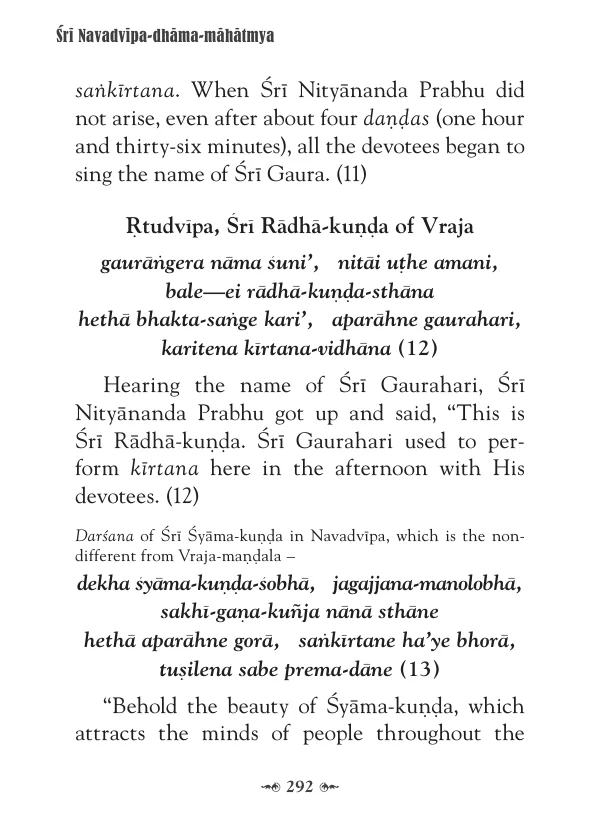 Śrī Navadvīpa-dhāma-māhātmya
saṅkīrtana. When Śrī Nityānanda Prabhu did
not arise, even after about four daṇḍas (one hour
and thirty-six minutes), all the devotees began to
sing the name of Śrī Gaura. (11)
Ṛtudvīpa, Śrī Rādhā-kuṇḍa of Vraja
gaurāṅgera nāma śuni’, nitāi uṭhe amani,
bale—ei rādhā-kuṇḍa-sthāna
hethā bhakta-saṅge kari’, aparāhne gaurahari,
karitena kīrtana-vidhāna (12)
Hearing the name of Śrī Gaurahari, Śrī
Nityānanda Prabhu got up and said, “This is
Śrī Rādhā-kuṇḍa. Śrī Gaurahari used to per-
form kīrtana here in the afternoon with His
devotees. (12)
Darśana of Śrī Śyāma-kuṇḍa in Navadvīpa, which is the non-
different from Vraja-maṇḍala –
dekha śyāma-kuṇḍa-śobhā, jagajjana-manolobhā,
sakhī-gaṇa-kuñja nānā sthāne
hethā aparāhne gorā, saṅkīrtane ha’ye bhorā,
tuṣilena sabe prema-dāne (13)
“Behold the beauty of Śyāma-kuṇḍa, which
attracts the minds of people throughout the
292